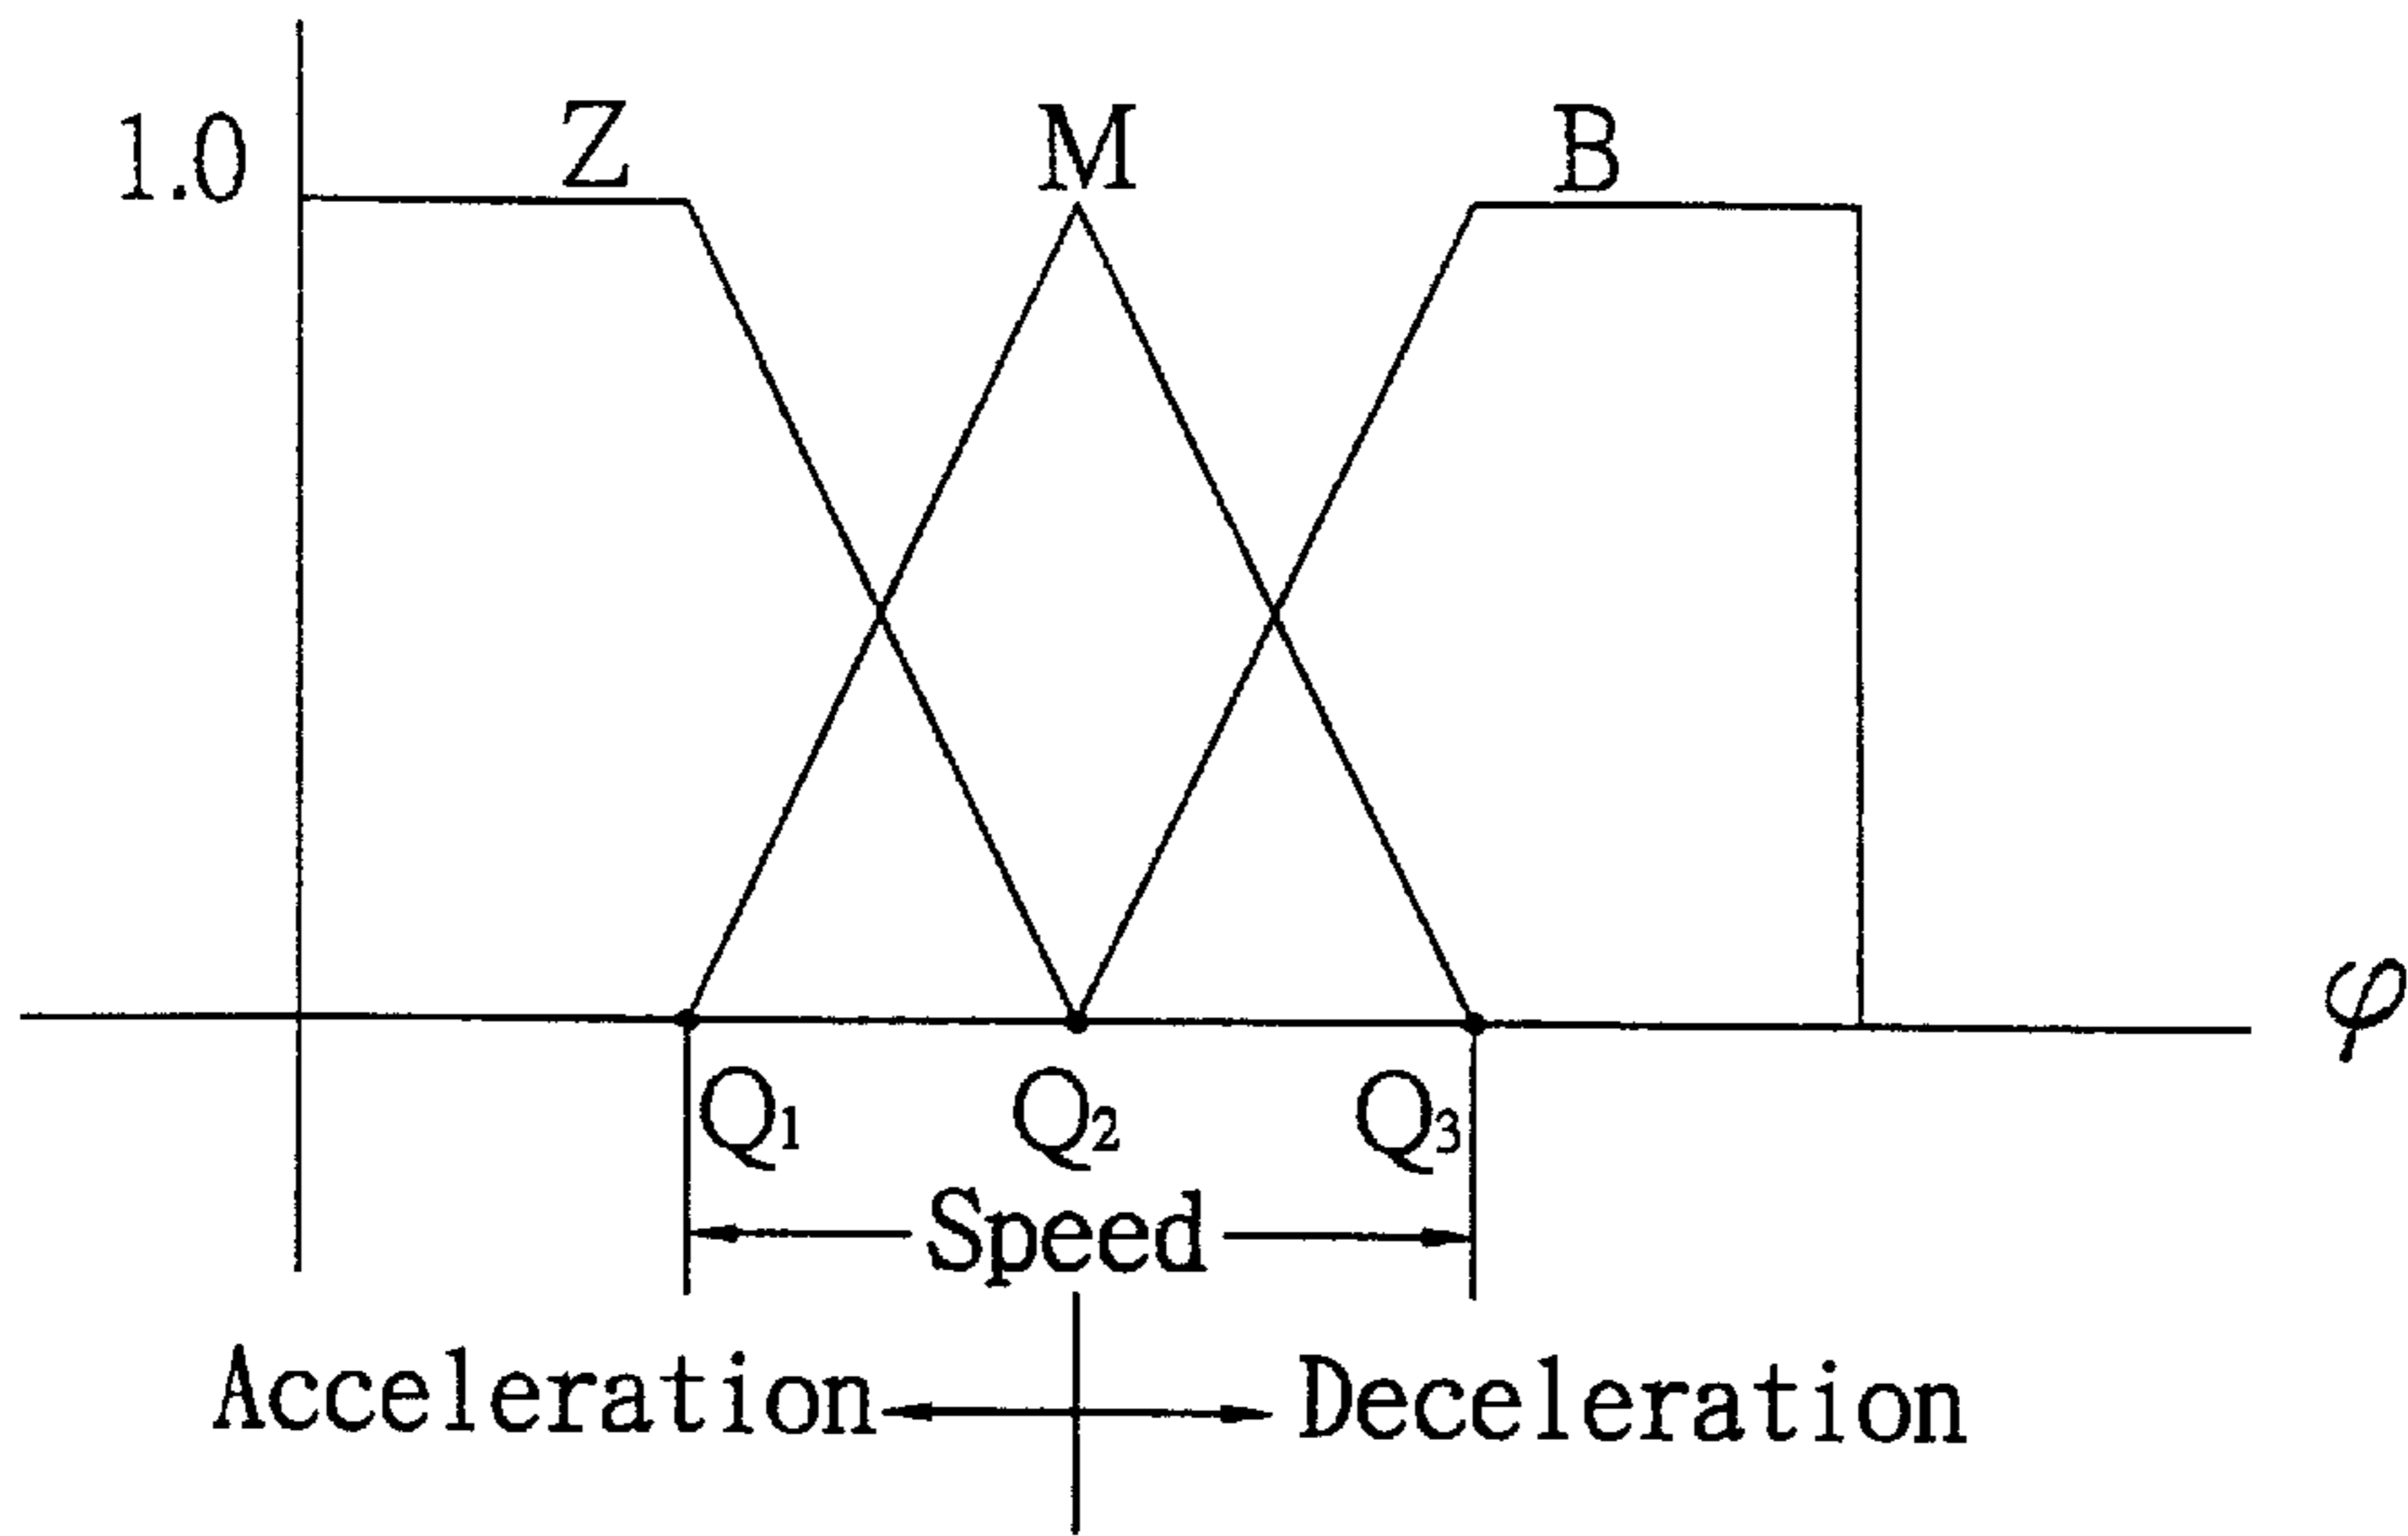 1.0 Z M B
φ
Q1 Q2 Q3
Speed
Acceleration Deceleration